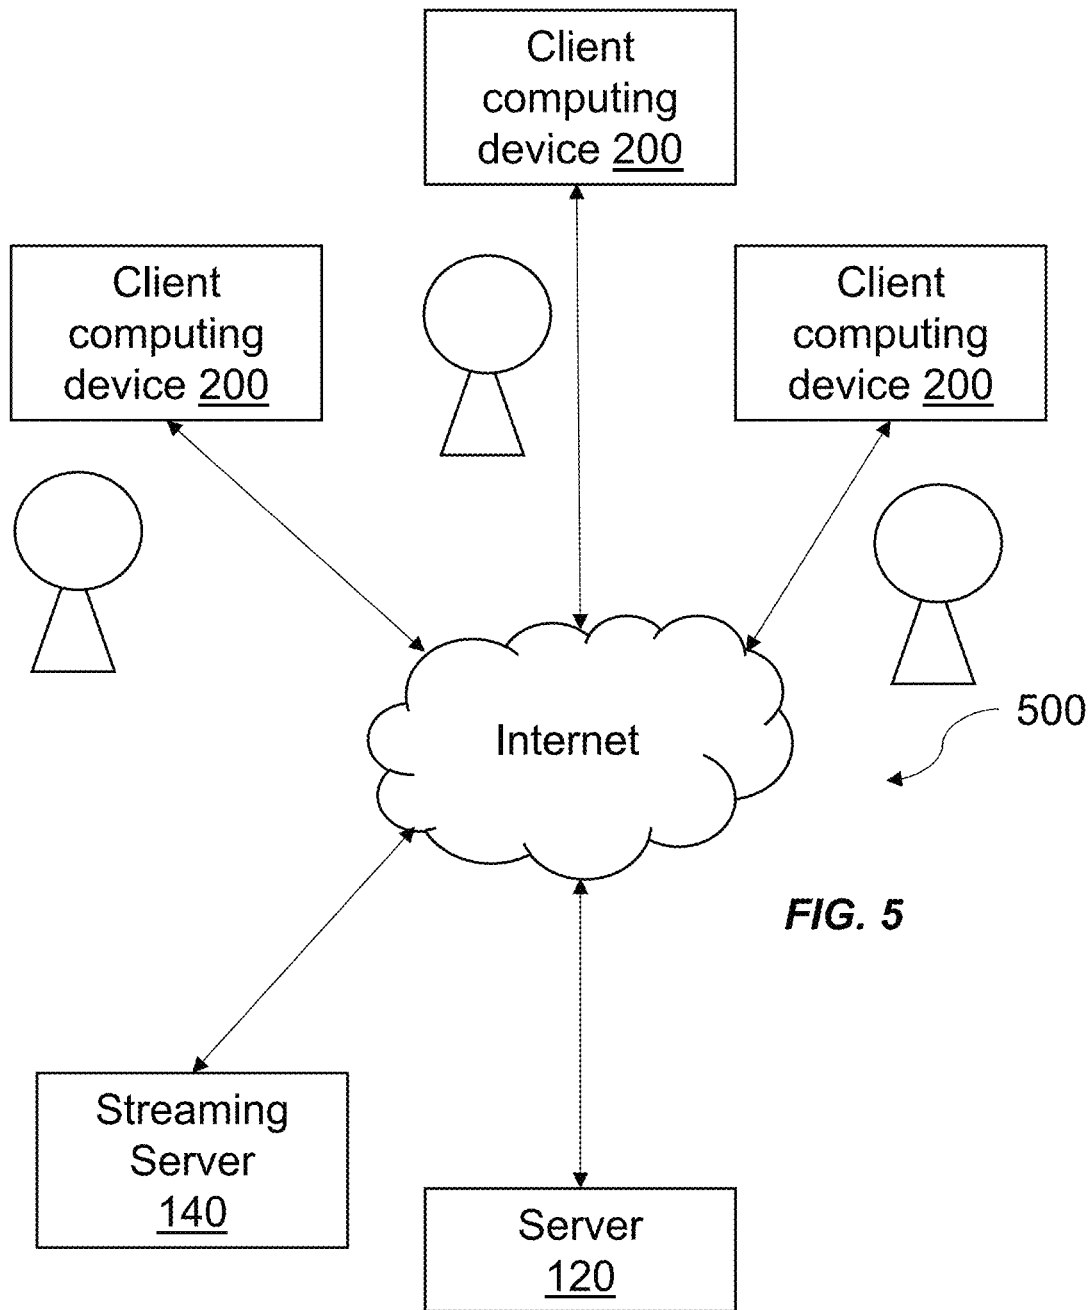 Client
computing
device 200
Client
computing
device 200
Client
computing
device 200
Internet
500
FIG. 5
Streaming
Server
140
Server
120